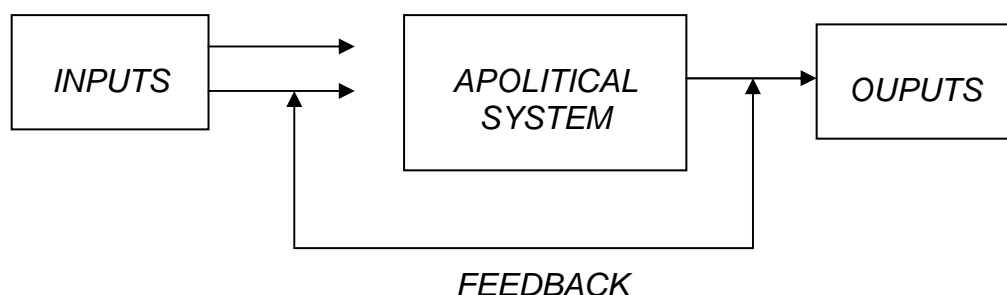 INPUTS
APOLITICAL
SYSTEM
OUPUTS
FEEDBACK